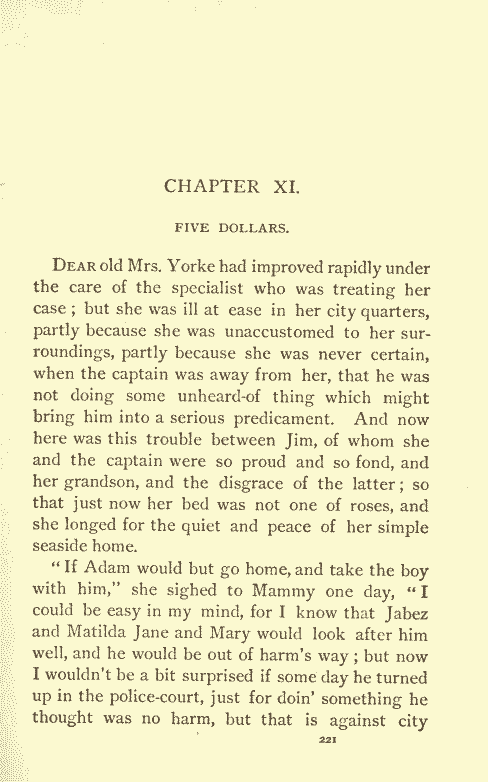 CHAPTER XI.
FIVE DOLLARS.
DEAR old Mrs. Yorke had improved rapidly under
the care of the specialist who was treating her
case ; but she was ill at ease in her city quarters,
partly because she was unaccustomed to her sur-
roundings, partly because she was never certain,
when the captain was away from her, that he was
not doing some unheard-of thing which might
bring him into a serious predicament. And now
here was this trouble between Jim, of whom she
and the captain were so proud and so fond, and
her grandson, and the disgrace of the latter ; so
that just now her bed was not one of roses, and
she longed for the quiet and peace of her simple
seaside home.
“ If Adam would but go home, and take the boy
with him,” she sighed to Mammy one day, “ I
could be easy in my mind, for I know that Jabez
and Matilda Jane and Mary would look after him
well, and he would be out of harm's way ; but now
I wouldn't be a bit surprised if some day he turned
up in the police-court, just for doin’ something he
thought was no harm, but that is against city
221